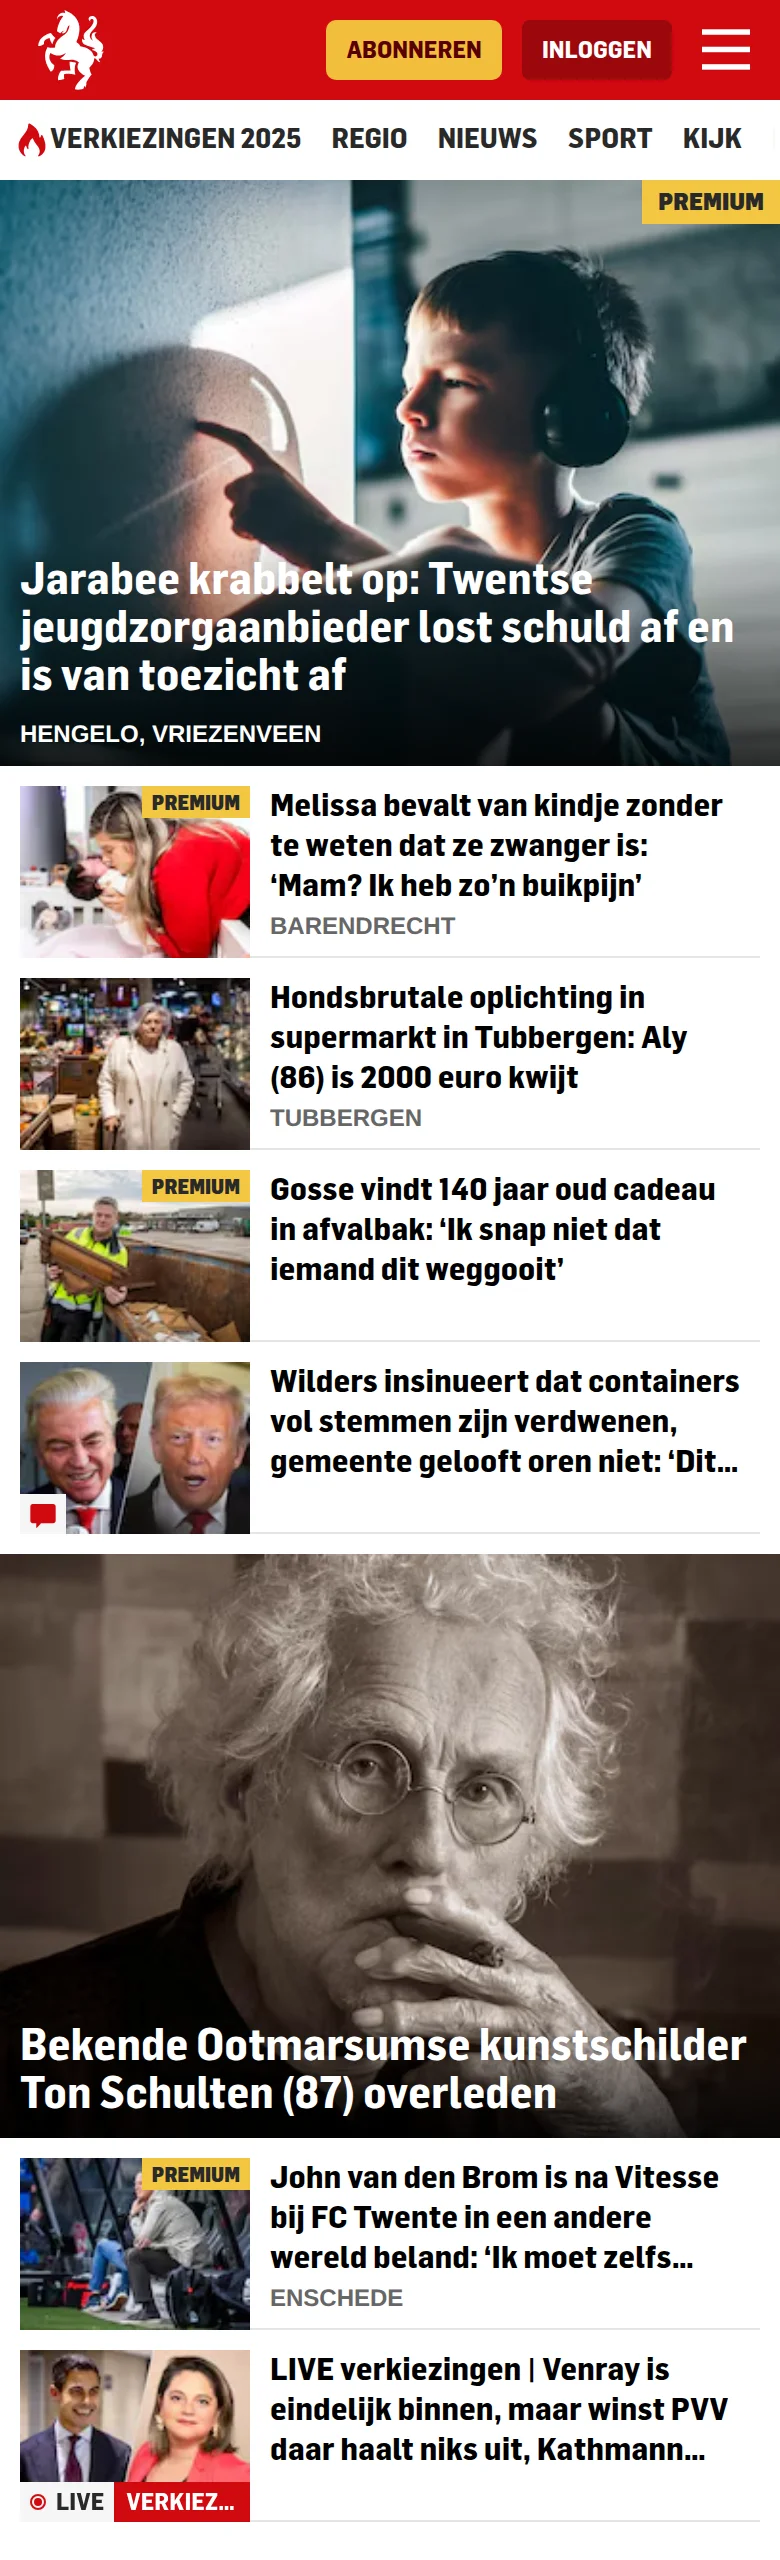 ABONNEREN
INLOGGEN
VERKIEZINGEN 2025
REGIO
NIEUWS
SPORT
KIJK
PREMIUM
Jarabee krabbelt op: Twentse
jeugdzorgaanbieder lost schuld af en
is van toezicht af
HENGELO, VRIEZENVEEN
PREMIUM
Melissa bevalt van kindje zonder
te weten dat ze zwanger is:
‘Mam? Ik heb zo’n buikpijn’
BARENDRECHT
Hondsbrutale oplichting in
supermarkt in Tubbergen: Aly
(86) is 2000 euro kwijt
TUBBERGEN
PREMIUM
Gosse vindt 140 jaar oud cadeau
in afvalbak: ‘Ik snap niet dat
iemand dit weggooit’
Wilders insinueert dat containers
vol stemmen zijn verdwenen,
gemeente gelooft oren niet: ‘Dit...
Bekende Ootmarsumse kunstschilder
Ton Schulten (87) overleden
PREMIUM
John van den Brom is na Vitesse
bij FC Twente in een andere
wereld beland: ‘Ik moet zelfs...
ENSCHEDE
LIVE verkiezingen | Venray is
eindelijk binnen, maar winst PVV
daar haalt niks uit, Kathmann...
LIVE
VERKIEZ...